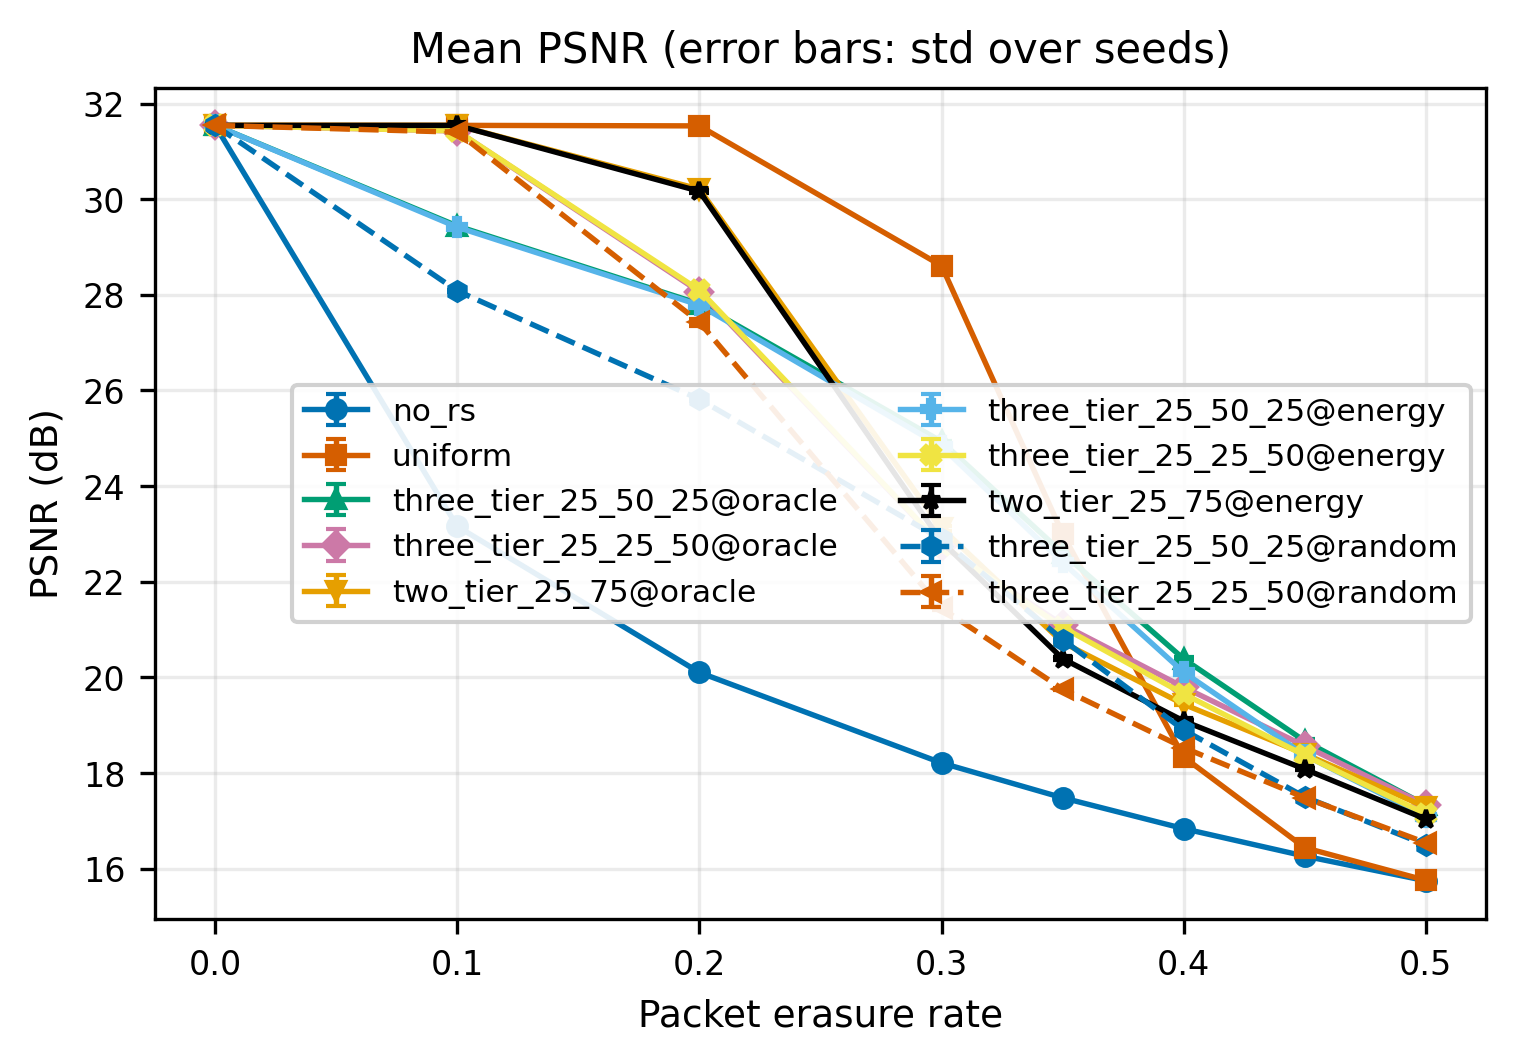 Mean PSNR (error bars: std over seeds)
32
30
28
26
24
22
20
18
16
PSNR (dB)
no_rs
uniform
three_tier_25_50_25@oracle
three_tier_25_25_50@oracle
two_tier_25_75@oracle
three_tier_25_50_25@energy
three_tier_25_25_50@energy
two_tier_25_75@energy
three_tier_25_50_25@random
three_tier_25_25_50@random
0.0 0.1 0.2 0.3 0.4 0.5
Packet erasure rate